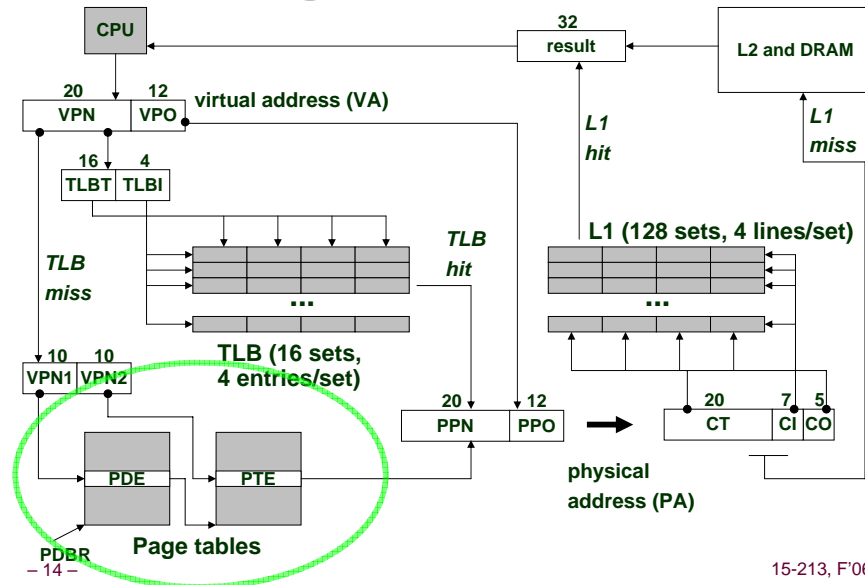 CPU
32
result
L2 and DRAM
20 12
VPN VPO
virtual address (VA)
L1
hit
L1
miss
16 4
TLBT TLBI
TLB
hit
L1 (128 sets, 4 lines/set)
TLB
miss
...
...
TLB (16 sets,
4 entries/set)
10 10
VPN1 VPN2
20 12
PPN PPO
20 7 5
CT CI CO
PDE
PTE
physical
address (PA)
Page tables
PDBR
– 14 –
15-213, F'06